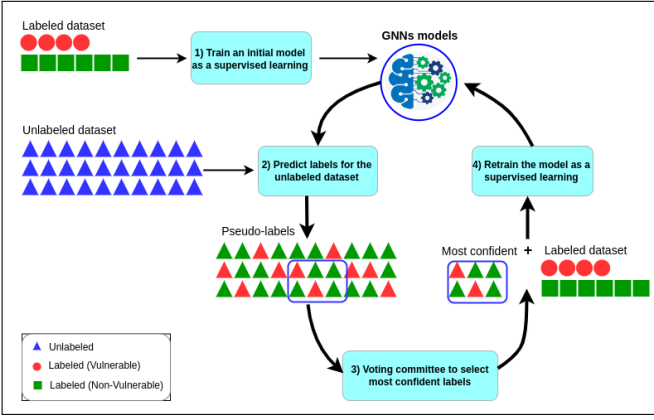 Labeled dataset
GNNs models
1) Train an initial model
as a supervised learning
Unlabeled dataset
2) Predict labels for the
unlabeled dataset
4) Retrain the model as a
supervised learning
Pseudo-labels
Most confident + Labeled dataset
3) Voting committee to select
most confident labels
Unlabeled
Labeled (Vulnerable)
Labeled (Non-Vulnerable)